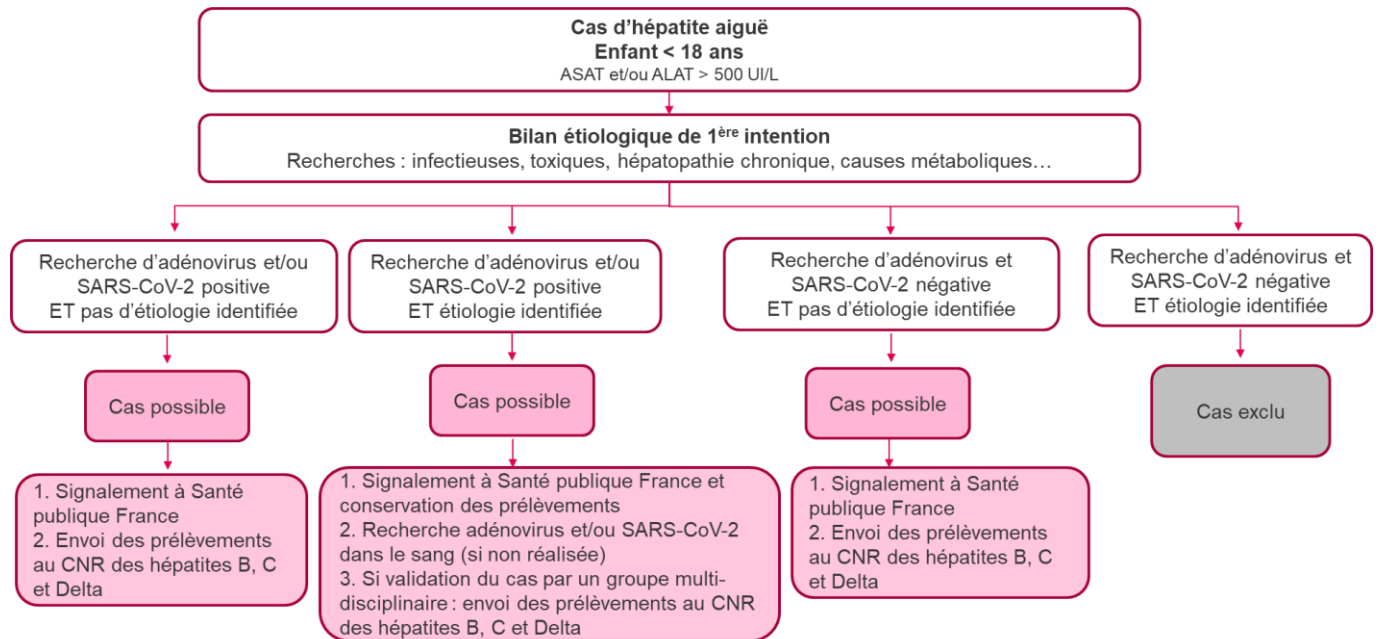 Cas d'hépatite aiguë
Enfant < 18 ans
ASAT et/ou ALAT > 500 UI/L
Bilan étiologique de 1ère intention
Recherches : infectieuses, toxiques, hépatopathie chronique, causes métaboliques…
Recherche d'adénovirus et/ou
SARS-CoV-2 positive
ET pas d'étiologie identifiée
Recherche d'adénovirus et/ou
SARS-CoV-2 positive
ET étiologie identifiée
Recherche d'adénovirus et
SARS-CoV-2 négative
ET pas d'étiologie identifiée
Recherche d'adénovirus et
SARS-CoV-2 négative
ET étiologie identifiée
Cas possible
Cas possible
Cas possible
Cas exclu
1. Signalement à Santé
publique France
2. Envoi des prélèvements
au CNR des hépatites B, C
et Delta
1. Signalement à Santé publique France et
conservation des prélèvements
2. Recherche adénovirus et/ou SARS-CoV-2
dans le sang (si non réalisée)
3. Si validation du cas par un groupe multi-
disciplinaire : envoi des prélèvements au CNR
des hépatites B, C et Delta
1. Signalement à Santé
publique France
2. Envoi des prélèvements
au CNR des hépatites B, C
et Delta